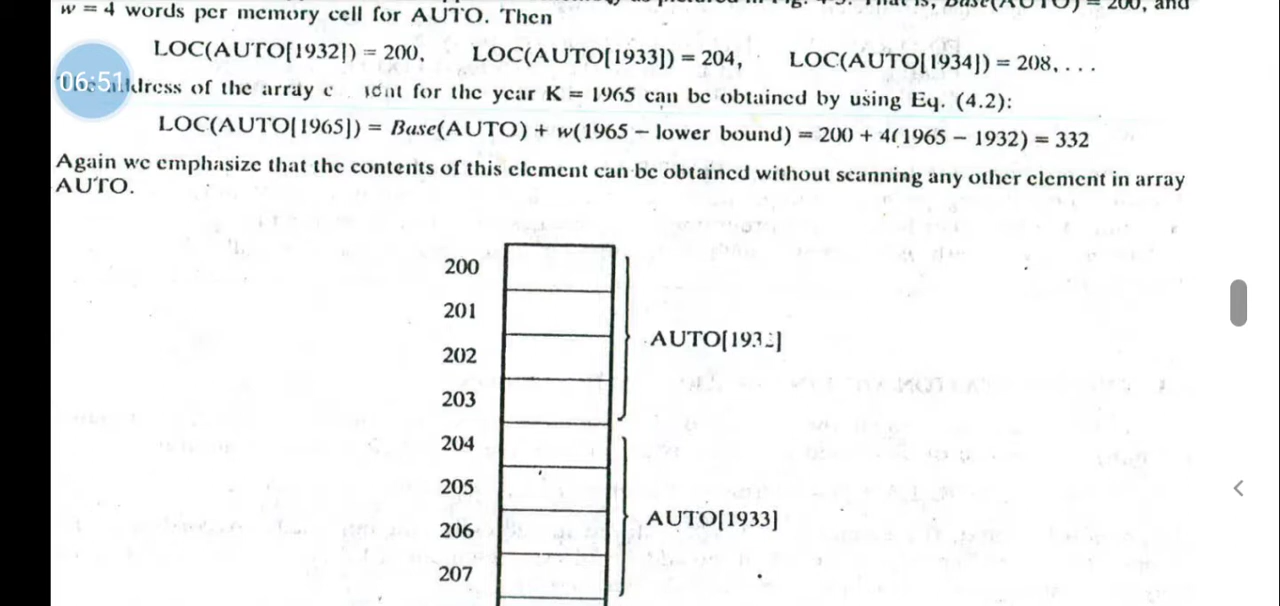 w = 4 words per memory cell for AUTO. Then
LOC(AUTO[1932]) = 200, LOC(AUTO[1933]) = 204, LOC(AUTO[1934]) = 208, . . .
06:51
address of the array for the year K = 1965 can be obtained by using Eq. (4.2):
LOC(AUTO[1965]) = Base(AUTO) + w(1965 – lower bound) = 200 + 4(1965 – 1932) = 332
Again we emphasize that the contents of this element can be obtained without scanning any other element in array
AUTO.
200
201
AUTO[1932]
202
203
204
205
AUTO[1933]
206
207